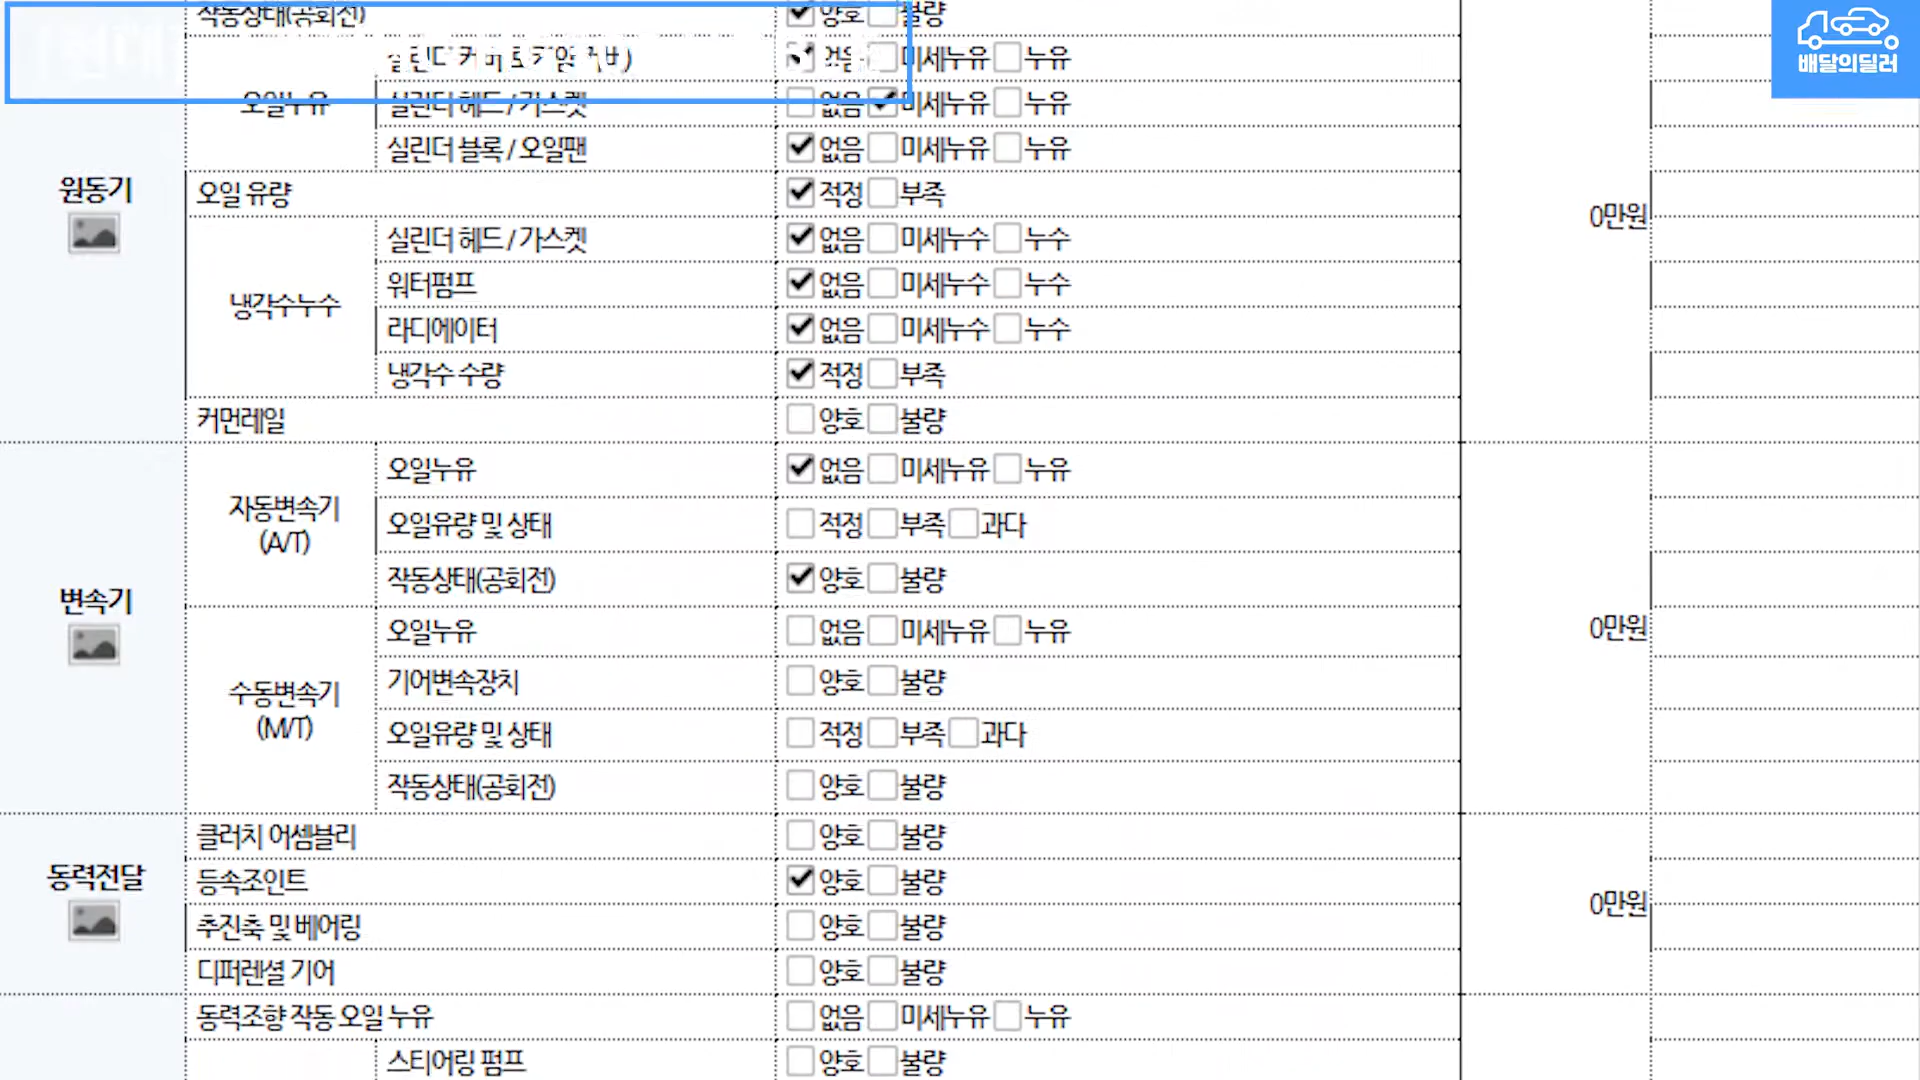 작동상태(공회전) 양호 불량
실린더 커버(로커암 커버) 없음 미세누유 누유
배달의딜러
오일누유 실린더 헤드 / 가스켓 없음 미세누유 누유
실린더 블록 / 오일팬 없음 미세누유 누유
원동기
오일 유량 적정 부족
0만원
실린더 헤드 / 가스켓 없음 미세누수 누수
워터펌프 없음 미세누수 누수
냉각수누수
라디에이터 없음 미세누수 누수
냉각수 수량 적정 부족
커먼레일 양호 불량
오일누유 없음 미세누유 누유
자동변속기
(A/T)
오일유량 및 상태 적정 부족 과다
작동상태(공회전) 양호 불량
변속기
오일누유 없음 미세누유 누유
0만원
기어변속장치 양호 불량
수동변속기
(M/T)
오일유량 및 상태 적정 부족 과다
작동상태(공회전) 양호 불량
클러치 어셈블리 양호 불량
동력전달
등속조인트 양호 불량
0만원
추진축 및 베어링 양호 불량
디퍼렌셜 기어 양호 불량
동력조향 작동 오일 누유 없음 미세누유 누유
스티어링 펌프 양호 불량